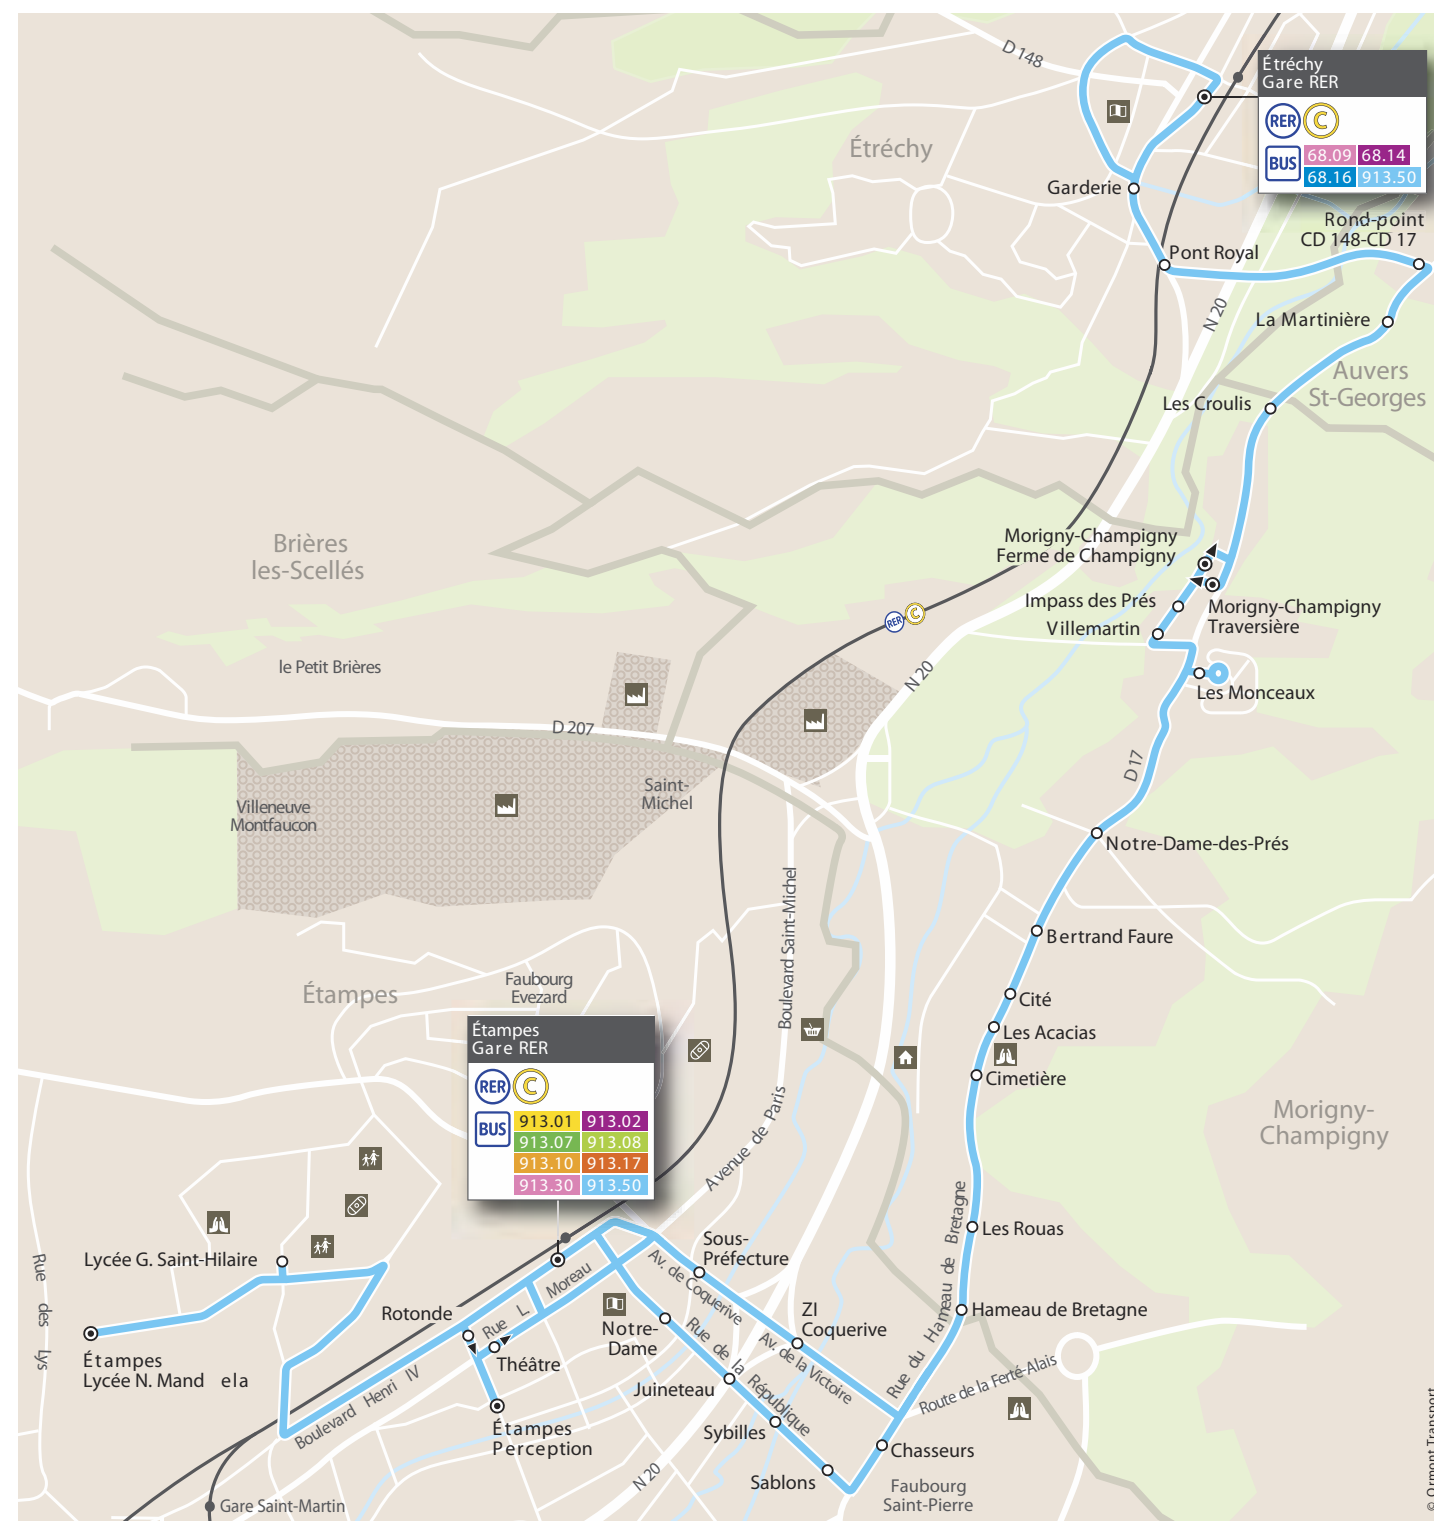 D 148
Étréchy
Gare RER
RER C
BUS
68.09 68.14
68.16 913.50
Étréchy
Garderie
Rond-point
CD 148-CD 17
Pont Royal
N 20
La Martinière
Auvers
St-Georges
Les Croulis
Brières
les-Scellés
Morigny-Champigny
Ferme de Champigny
Impass des Prés
Villemartin
Morigny-Champigny
Traversière
RER C
le Petit Brières
N 20
Les Monceaux
D 207
D 17
Saint-
Michel
Villeneuve
Montfaucon
Notre-Dame-des-Prés
Boulevard Saint-Michel
Bertrand Faure
Étampes
Faubourg
Evezard
Cité
Les Acacias
Étampes
Gare RER
RER C
BUS
913.01 913.02
913.07 913.08
913.10 913.17
913.30 913.50
Cimetière
Avenue de Paris
Morigny-
Champigny
Rue du Hameau de Bretagne
Les Rouas
Lycée G. Saint-Hilaire
Sous-
Préfecture
Rue des Lys
Av. de Coquerive
Rue L. Moreau
Rotonde
Notre-
Dame
ZI
Coquerive
Hameau de Bretagne
Étampes
Lycée N. Mand ela
Théâtre
Av. de la Victoire
Rue de la République
Juineteau
Route de la Ferté-Alais
Boulevard Henri IV
Étampes
Perception
Sybilles
Chasseurs
N 20
Sablons
Faubourg
Saint-Pierre
Gare Saint-Martin
© Ormont Transport